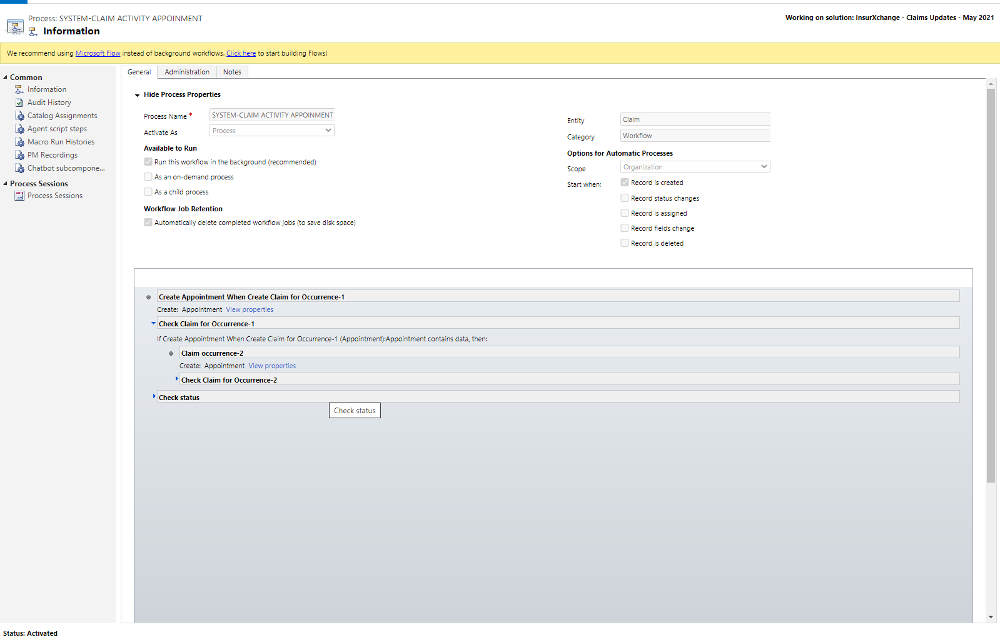 Process: SYSTEM-CLAIM ACTIVITY APPOINMENT
Information
Working on solution: InsurXchange - Claims Updates - May 2021
We recommend using Microsoft Flow instead of background workflows. Click here to start building Flows!
Common
Information
Audit History
Catalog Assignments
Agent script steps
Macro Run Histories
PM Recordings
Chatbot subcompone...
Process Sessions
Process Sessions
General
Administration
Notes
Hide Process Properties
Process Name *
SYSTEM-CLAIM ACTIVITY APPOINMENT
Activate As
Process
Available to Run
Run this workflow in the background (recommended)
As an on-demand process
As a child process
Workflow Job Retention
Automatically delete completed workflow jobs (to save disk space)
Entity
Claim
Category
Workflow
Options for Automatic Processes
Scope
Organization
Start when:
Record is created
Record status changes
Record is assigned
Record fields change
Record is deleted
Create Appointment When Create Claim for Occurrence-1
Create: Appointment View properties
Check Claim for Occurrence-1
If Create Appointment When Create Claim for Occurrence-1 (Appointment):Appointment contains data, then:
Claim occurrence-2
Create: Appointment View properties
Check Claim for Occurrence-2
Check status
Check status
Status: Activated